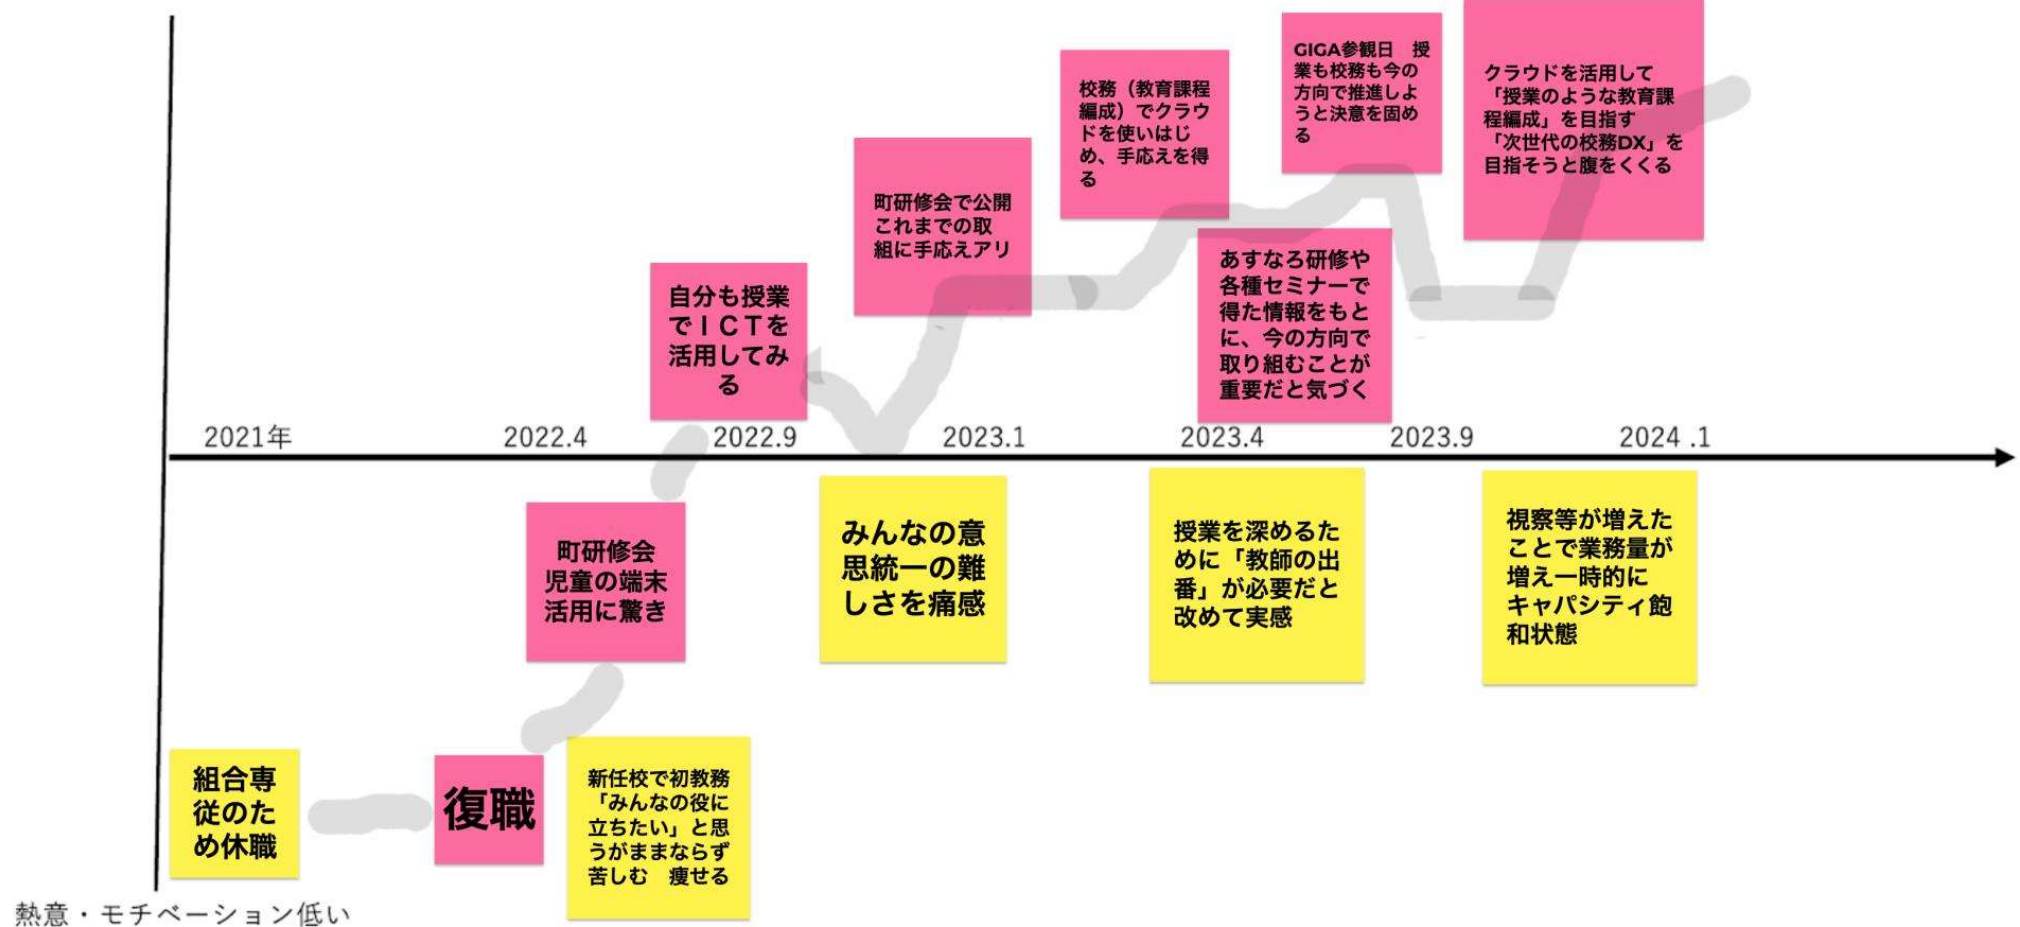 GIGA参観日　授
業も校務も今の
方向で推進しよ
うと決意を固め
る
クラウドを活用して
「授業のような教育課
程編成」を目指す
「次世代の校務DX」を
目指そうと腹をくくる
校務（教育課程
編成）でクラウ
ドを使いはじ
め、手応えを得
る
町研修会で公開
これまでの取
組に手応えアリ
あすなろ研修や
各種セミナーで
得た情報をもと
に、今の方向で
取り組むことが
重要だと気づく
自分も授業
でＩＣＴを
活用してみ
る
2021年
2022.4
2022.9
2023.1
2023.4
2023.9
2024 .1
町研修会
児童の端末
活用に驚き
みんなの意
思統一の難
しさを痛感
授業を深めるた
めに「教師の出
番」が必要だと
改めて実感
視察等が増えた
ことで業務量が
増え一時的に
キャパシティ飽
和状態
組合専
従のた
め休職
復職
新任校で初教務
「みんなの役に
立ちたい」と思
うがままならず
苦しむ　痩せる
熱意・モチベーション低い